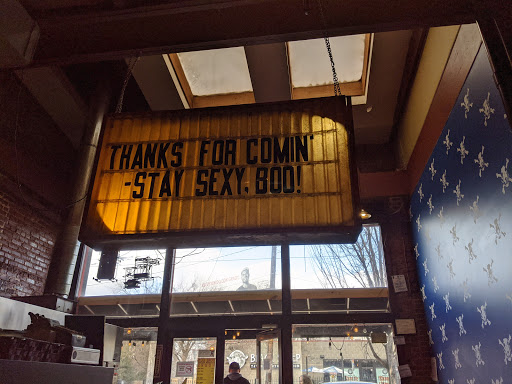 THANKS FOR COMIN'
-STAY SEXY, BOO!